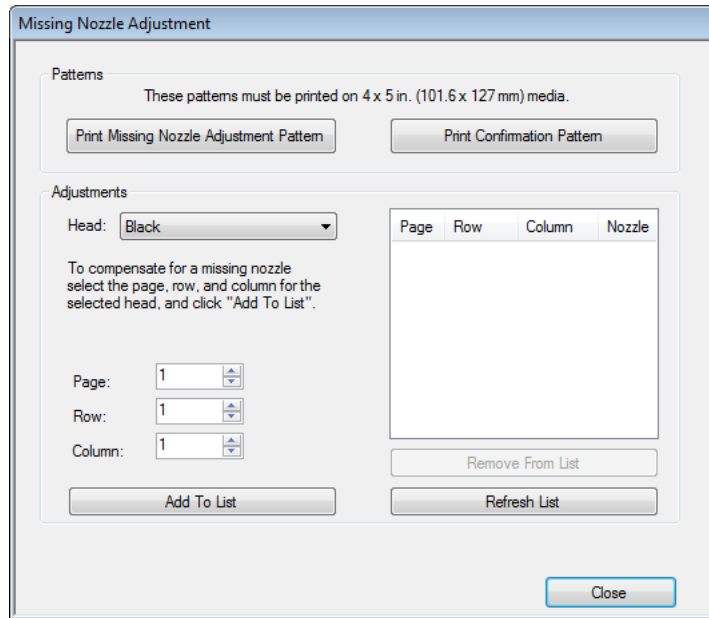 Missing Nozzle Adjustment
Patterns
These patterns must be printed on 4 x 5 in. (101.6 x 127 mm) media.
Print Missing Nozzle Adjustment Pattern
Print Confirmation Pattern
Adjustments
Head:
Black
To compensate for a missing nozzle
select the page, row, and column for the
selected head, and click "Add To List".
Page:
1
Row:
1
Column:
1
Add To List
Page Row Column Nozzle
Remove From List
Refresh List
Close